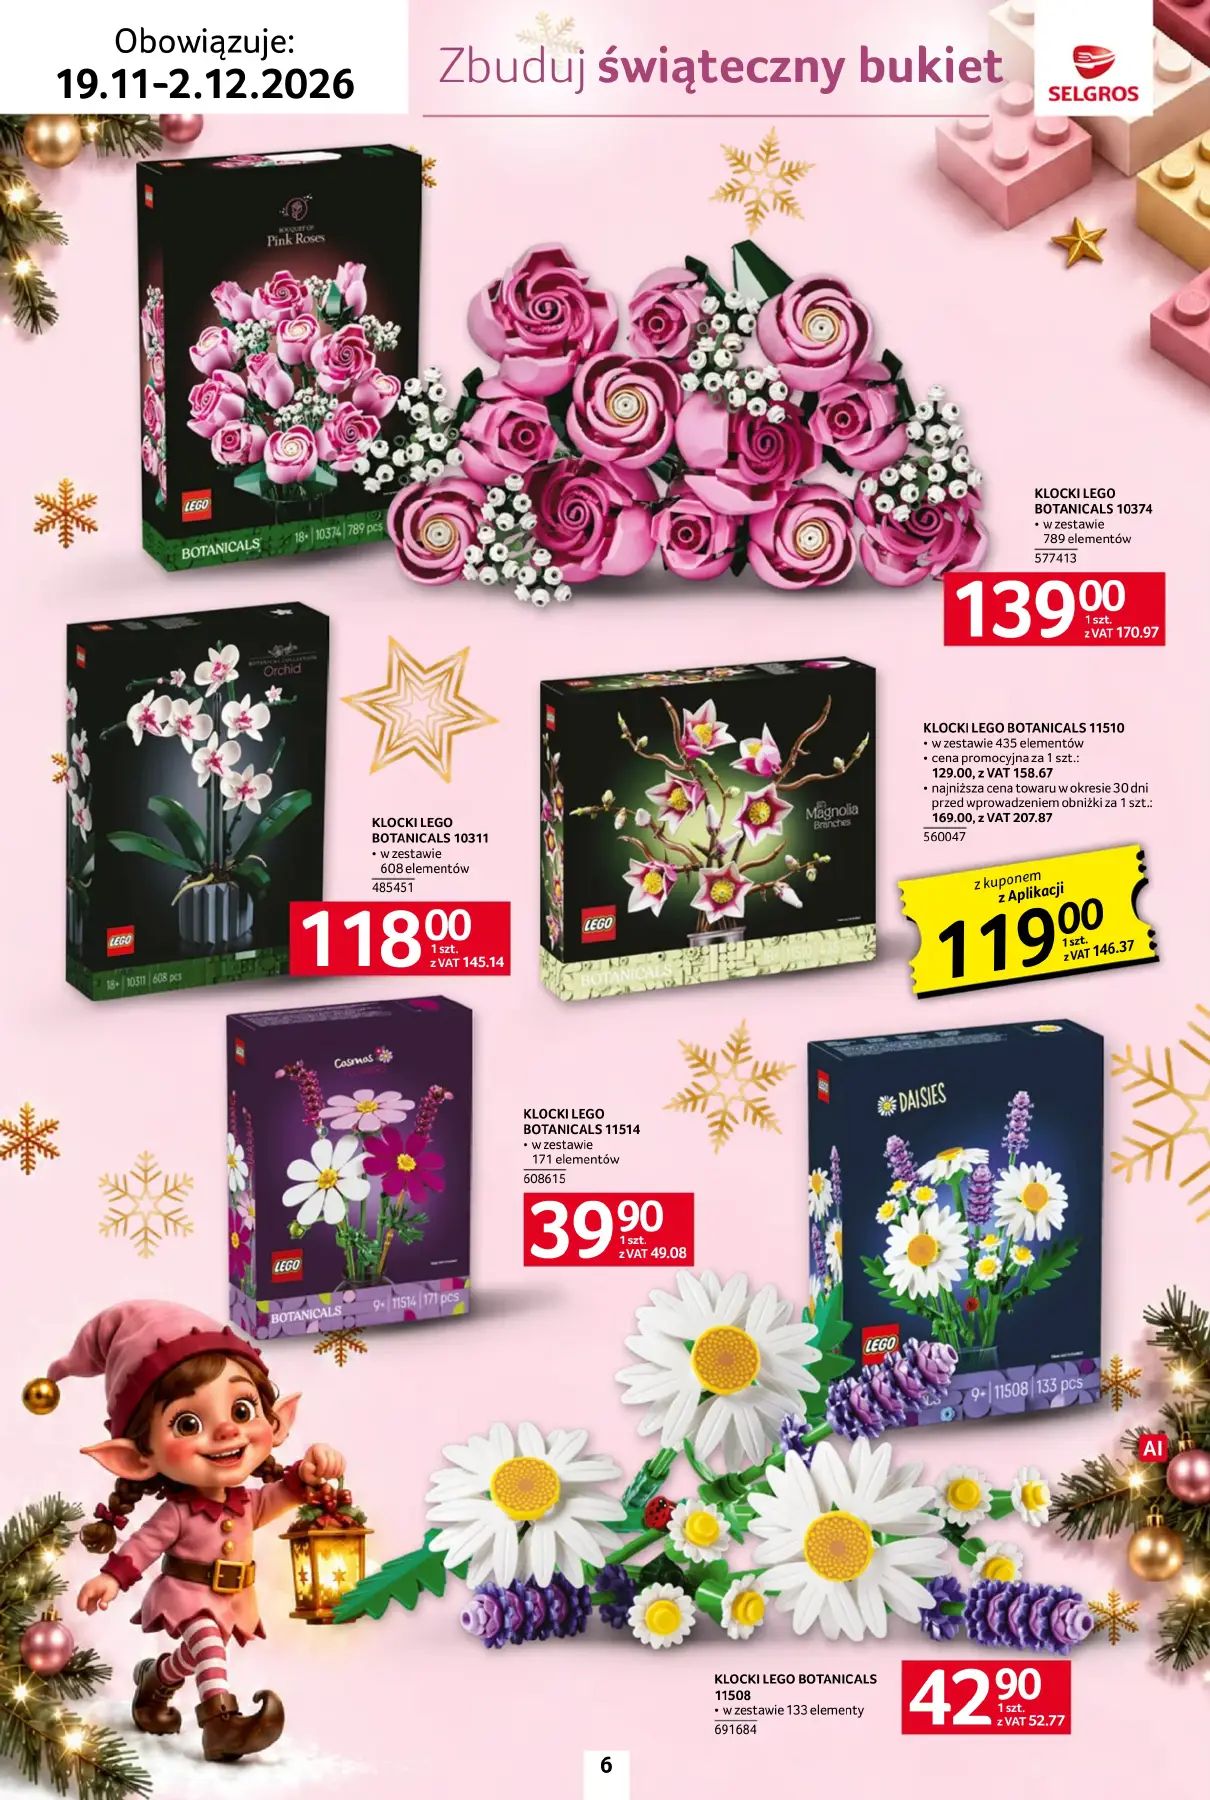 Obowiązuje:
19.11-2.12.2026
Zbuduj świąteczny bukiet
SELGROS
BOUQUET OF
Pink Roses
LEGO
18+ 10374 789 pcs
BOTANICALS
KLOCKI LEGO
BOTANICALS 10374
• w zestawie
789 elementów
577413
139 00
1 szt.
z VAT 170.97
Orchid
LEGO
18+ 10311 608 pcs
KLOCKI LEGO
BOTANICALS 10311
• w zestawie
608 elementów
485451
118 00
1 szt.
z VAT 145.14
Magnolia
Branches
LEGO
BOTANICALS
KLOCKI LEGO BOTANICALS 11510
• w zestawie 435 elementów
• cena promocyjna za 1 szt.:
129.00, z VAT 158.67
• najniższa cena towaru w okresie 30 dni
przed wprowadzeniem obniżki za 1 szt.:
169.00, z VAT 207.87
560047
z kuponem
z Aplikacji
119 00
1 szt.
z VAT 146.37
Cosmos
LEGO
BOTANICALS
9+ 11514 171 pcs
KLOCKI LEGO
BOTANICALS 11514
• w zestawie
171 elementów
608615
39 90
1 szt.
z VAT 49.08
DAISIES
LEGO
9+ 11508 133 pcs
AI
KLOCKI LEGO BOTANICALS
11508
• w zestawie 133 elementy
691684
42 90
1 szt.
z VAT 52.77
6